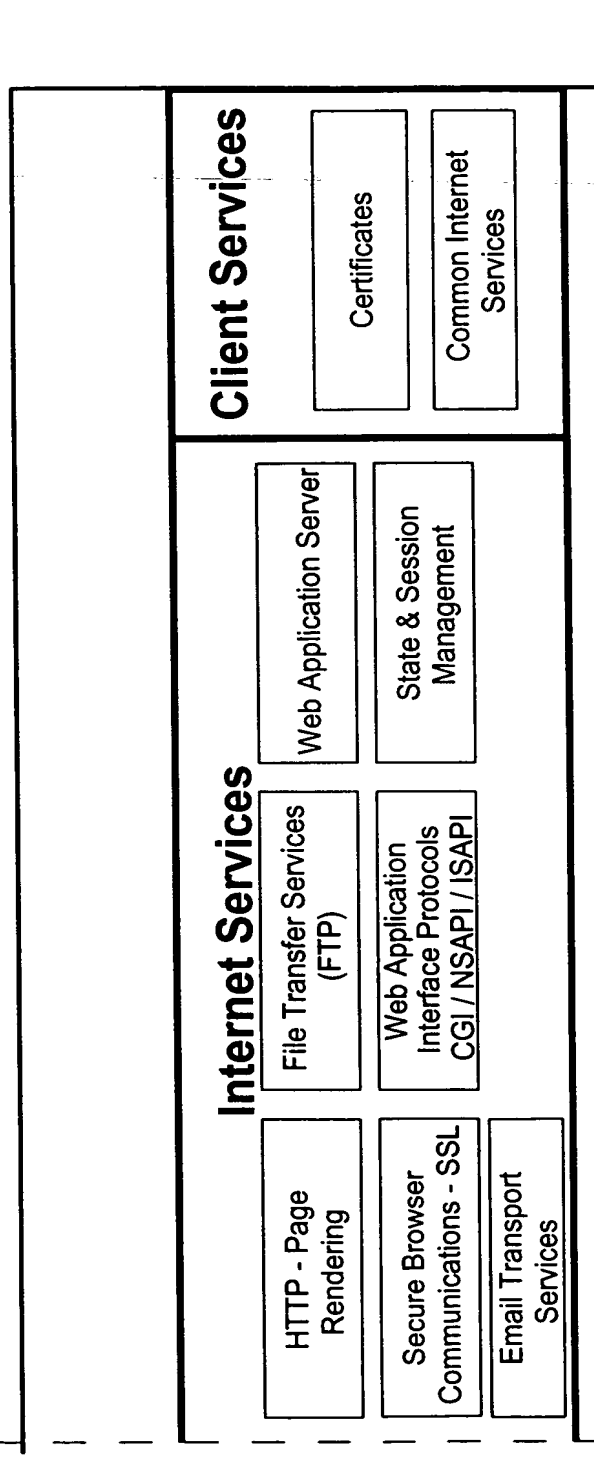 Internet Services
HTTP - Page
Rendering
File Transfer Services
(FTP)
Web Application Server
Secure Browser
Communications - SSL
Web Application
Interface Protocols
CGI / NSAPI / ISAPI
State & Session
Management
Email Transport
Services
Client Services
Certificates
Common Internet
Services